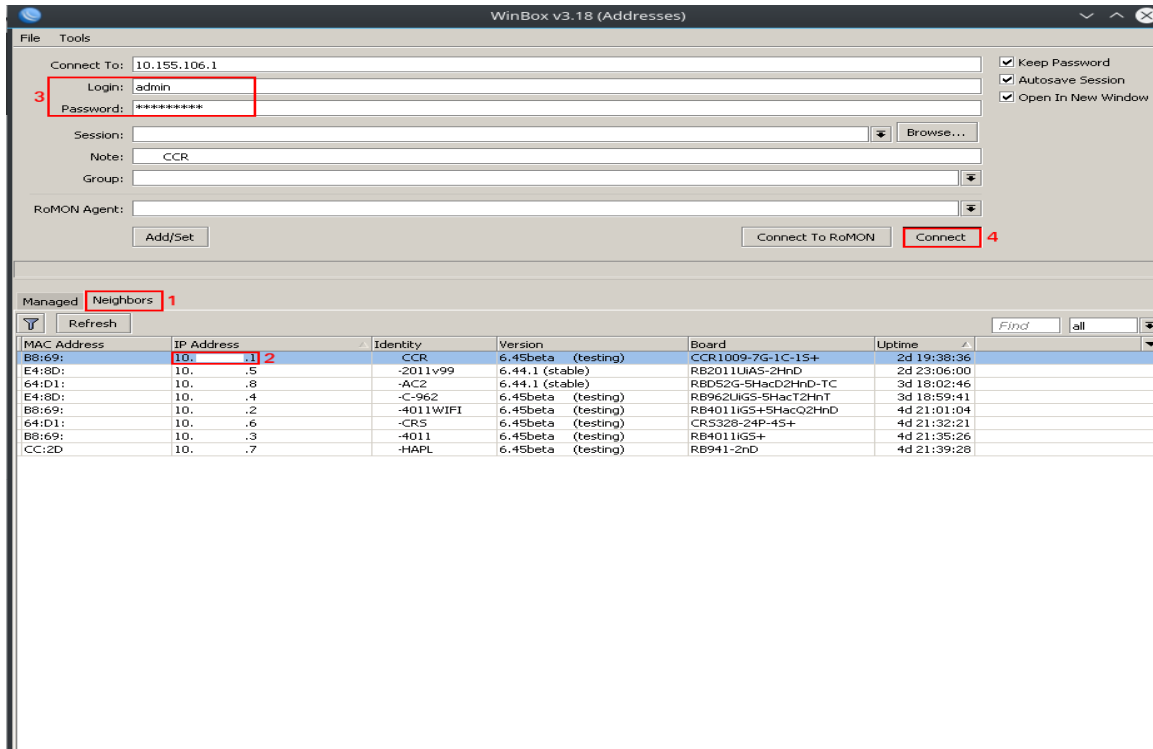 WinBox v3.18 (Addresses)
File Tools
Connect To: 10.155.106.1 Keep Password
3 Login: admin Autosave Session
Password: ********* Open In New Window
Session: Browse...
Note: CCR
Group:
RoMON Agent:
Add/Set Connect To RoMON Connect 4
Managed Neighbors 1
Refresh Find all
MAC Address IP Address Identity Version Board Uptime
B8:69: 10. .1 2 CCR 6.45beta (testing) CCR1009-7G-1C-1S+ 2d 19:38:36
E4:8D: 10. .5 -2011v99 6.44.1 (stable) RB2011UiAS-2HnD 2d 23:06:00
64:D1: 10. .8 -AC2 6.44.1 (stable) RBD52G-5HacD2HnD-TC 3d 18:02:46
E4:8D: 10. .4 -C-962 6.45beta (testing) RB962UiGS-5HacT2HnT 3d 18:59:41
B8:69: 10. .2 -4011WIFI 6.45beta (testing) RB4011iGS+5HacQ2HnD 4d 21:01:04
64:D1: 10. .6 -CRS 6.45beta (testing) CRS328-24P-4S+ 4d 21:32:21
B8:69: 10. .3 -4011 6.45beta (testing) RB4011iGS+ 4d 21:35:26
CC:2D 10. .7 -HAPL 6.45beta (testing) RB941-2nD 4d 21:39:28